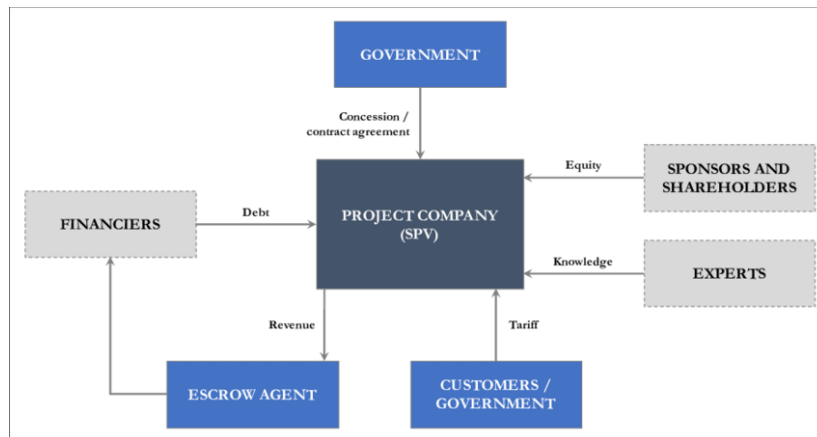 GOVERNMENT
Concession /
contract agreement
Equity
SPONSORS AND
SHAREHOLDERS
FINANCIERS
Debt
PROJECT COMPANY
(SPV)
Knowledge
EXPERTS
Revenue
Tariff
ESCROW AGENT
CUSTOMERS /
GOVERNMENT